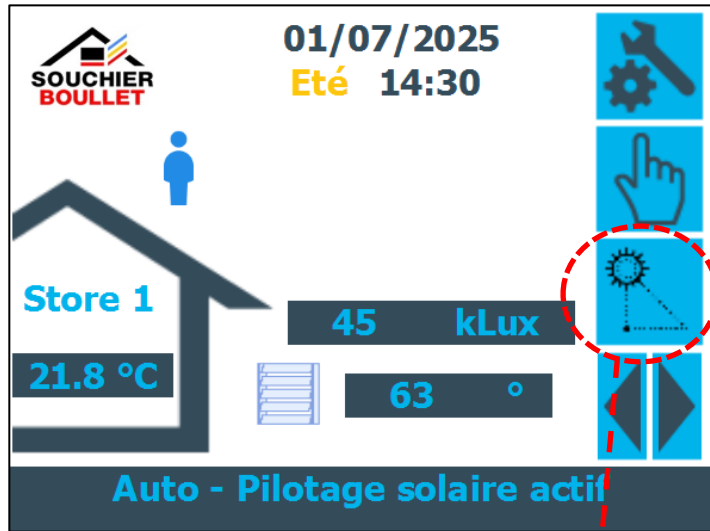 SOUCHIER
BOULLET
01/07/2025
Eté 14:30
Store 1
45 kLux
21.8 °C
63 °
Auto - Pilotage solaire actif